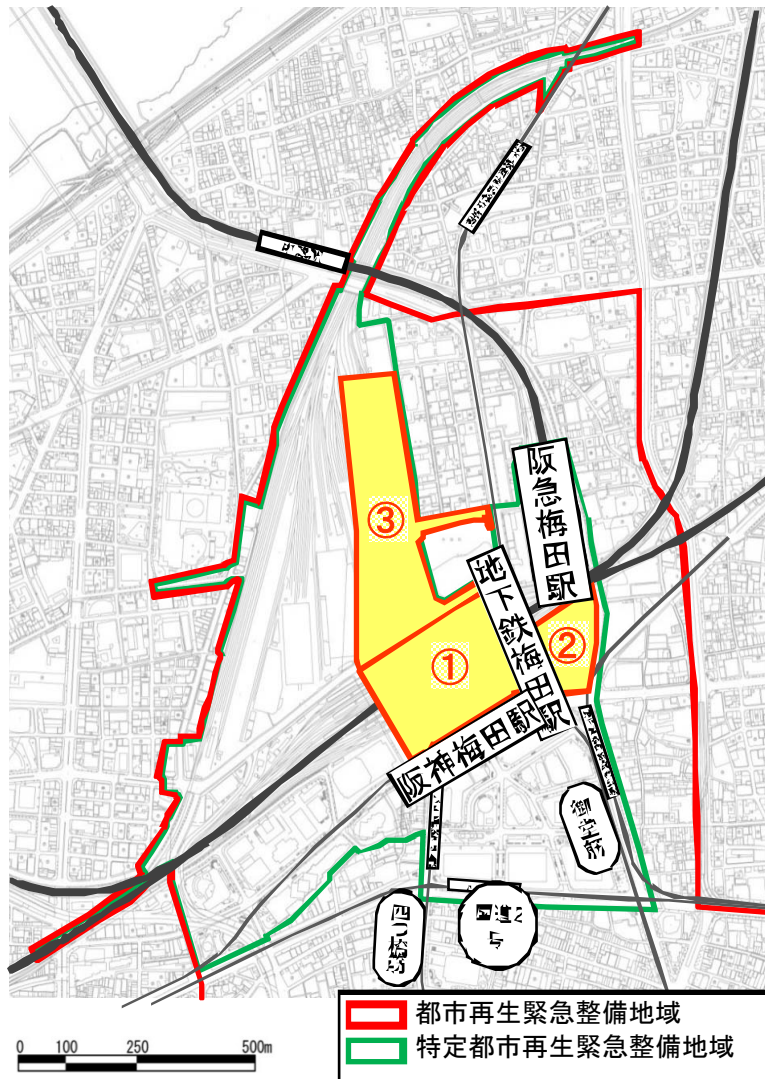 阪急梅田駅
③
地下鉄梅田駅
①
②
阪神梅田駅
御堂筋
四つ橋筋
国道2号
都市再生緊急整備地域
特定都市再生緊急整備地域
0 100 250 500m